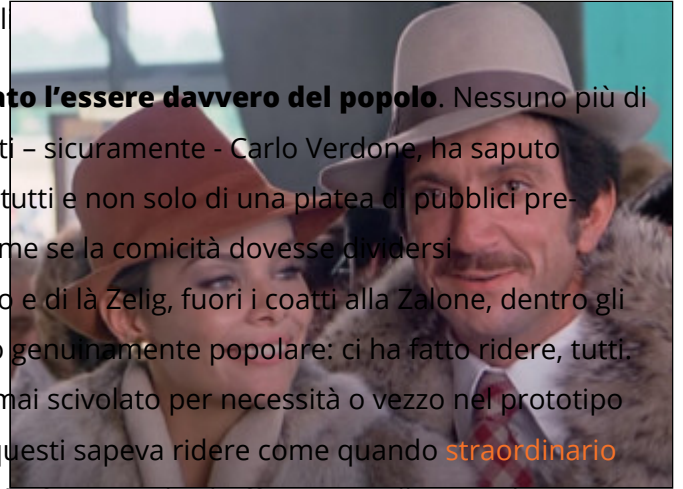 l
to l’essere davvero del popolo. Nessuno più di
ti – sicuramente - Carlo Verdone, ha saputo
tutti e non solo di una platea di pubblici pre-
me se la comicità dovesse dividersi
o e di là Zelig, fuori i coatti alla Zalone, dentro gli
o genuinamente popolare: ci ha fatto ridere, tutti.
mai scivolato per necessità o vezzo nel prototipo
questi sapeva ridere come quando straordinario